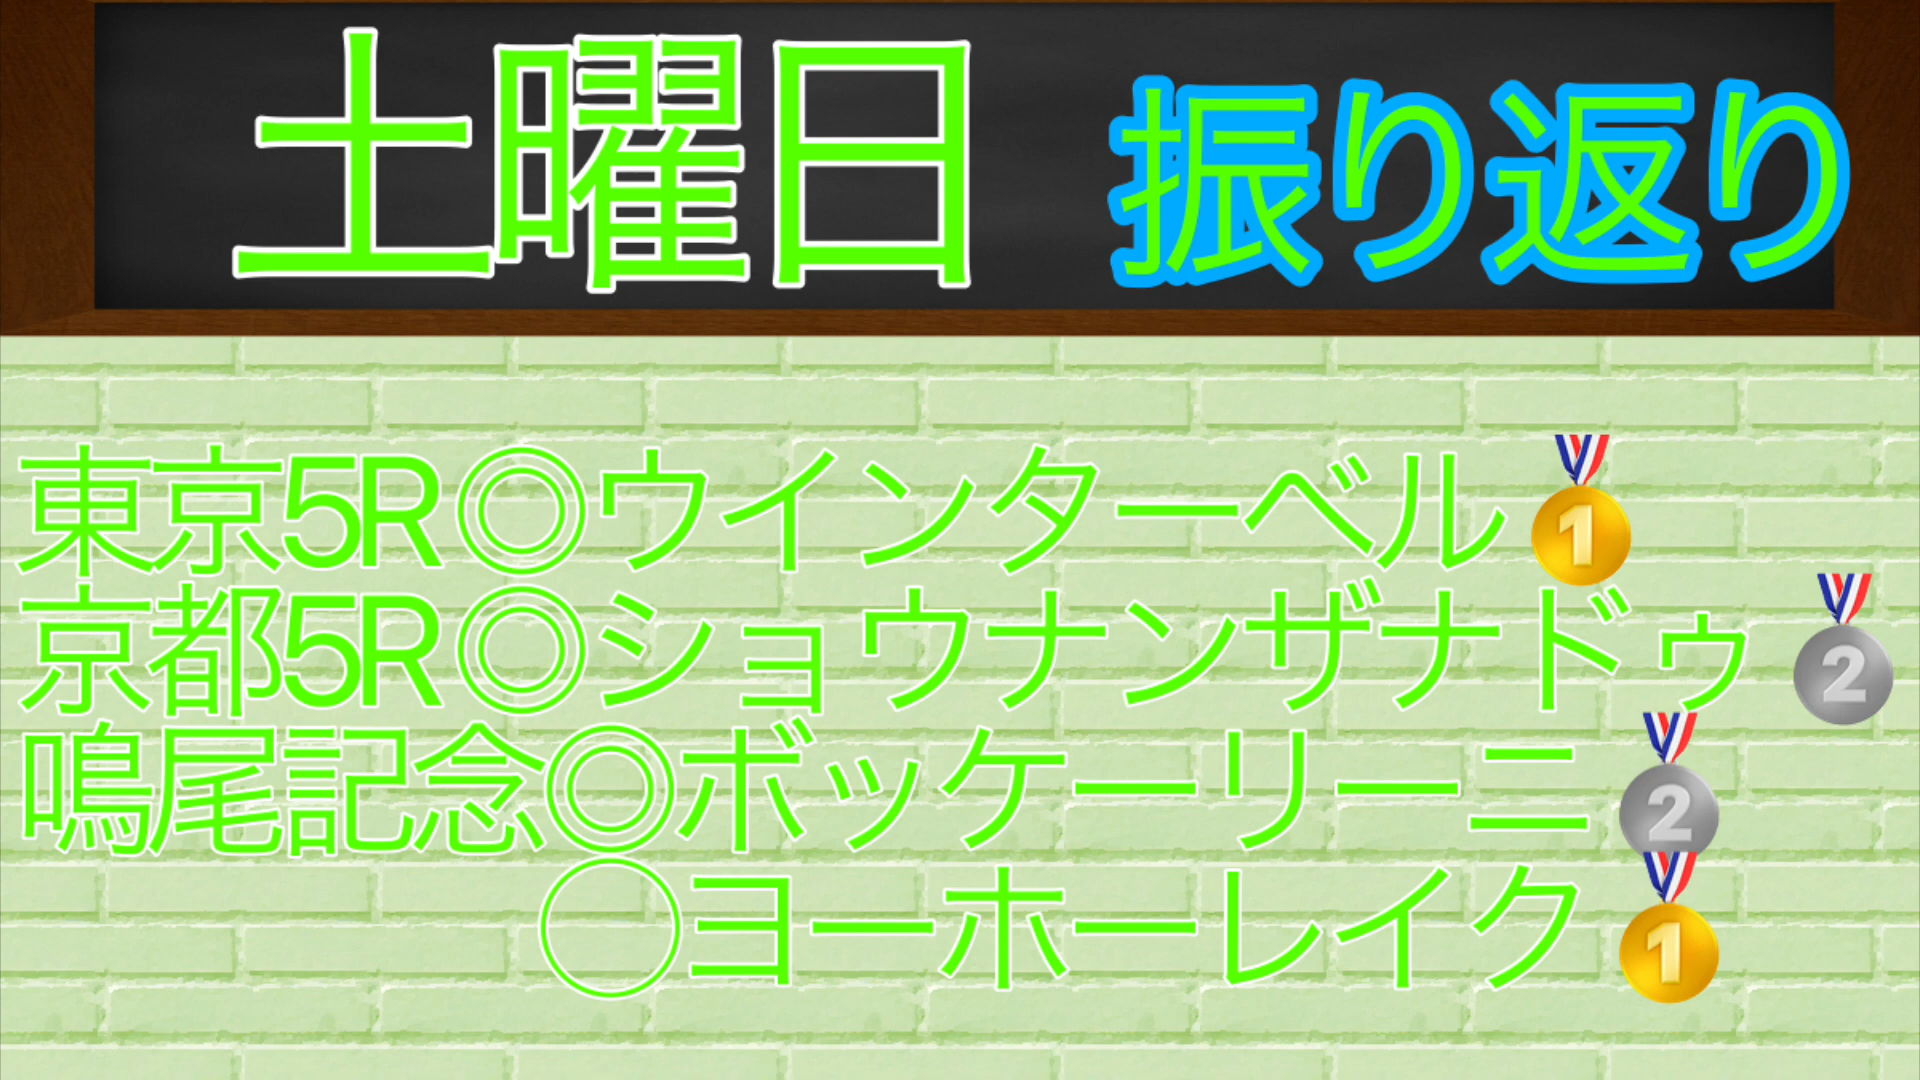 土曜日 振り返り
東京5R◎ウインターベル🥇
京都5R◎ショウナンザナドゥ🥈
鳴尾記念◎ボッケリーニ🥈
○ヨーホーレイク🥇